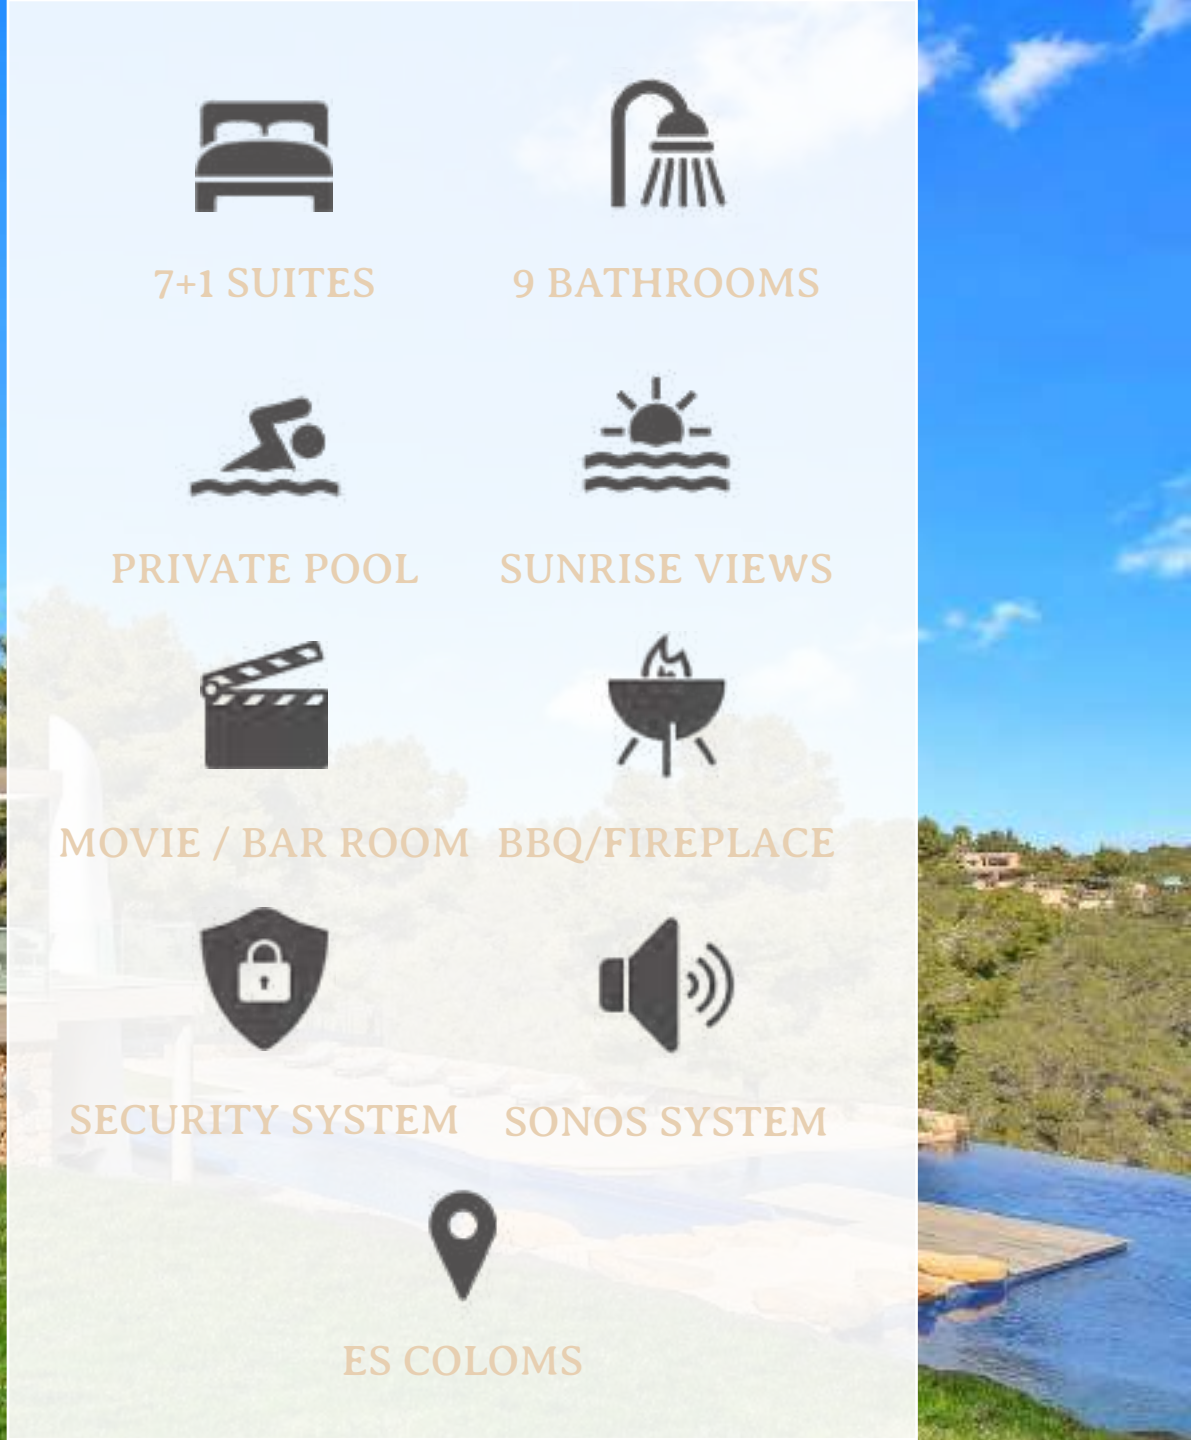 7+1 SUITES
9 BATHROOMS
PRIVATE POOL
SUNRISE VIEWS
MOVIE / BAR ROOM
BBQ/FIREPLACE
SECURITY SYSTEM
SONOS SYSTEM
ES COLOMS